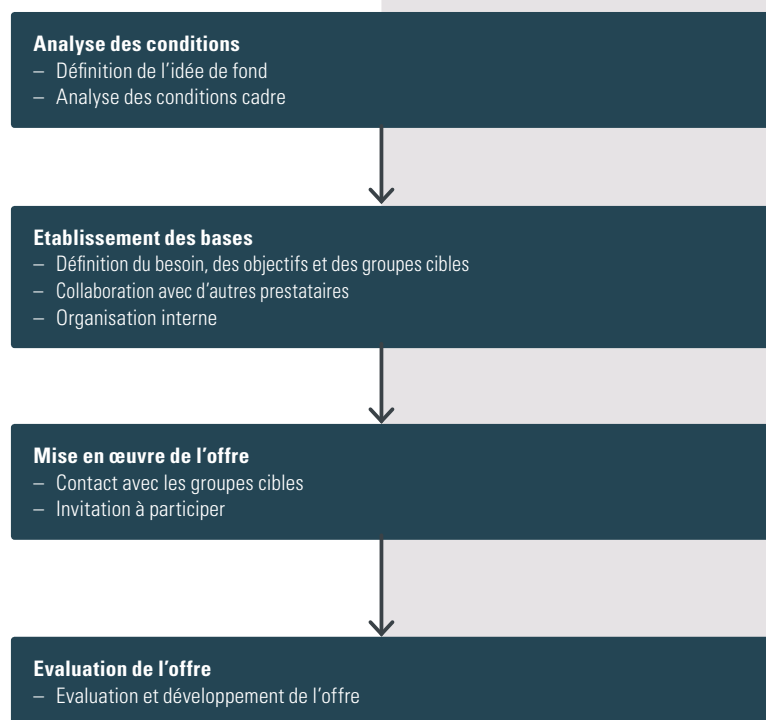 Analyse des conditions
– Définition de l'idée de fond
– Analyse des conditions cadre
Etablissement des bases
– Définition du besoin, des objectifs et des groupes cibles
– Collaboration avec d'autres prestataires
– Organisation interne
Mise en œuvre de l'offre
– Contact avec les groupes cibles
– Invitation à participer
Evaluation de l'offre
– Evaluation et développement de l'offre